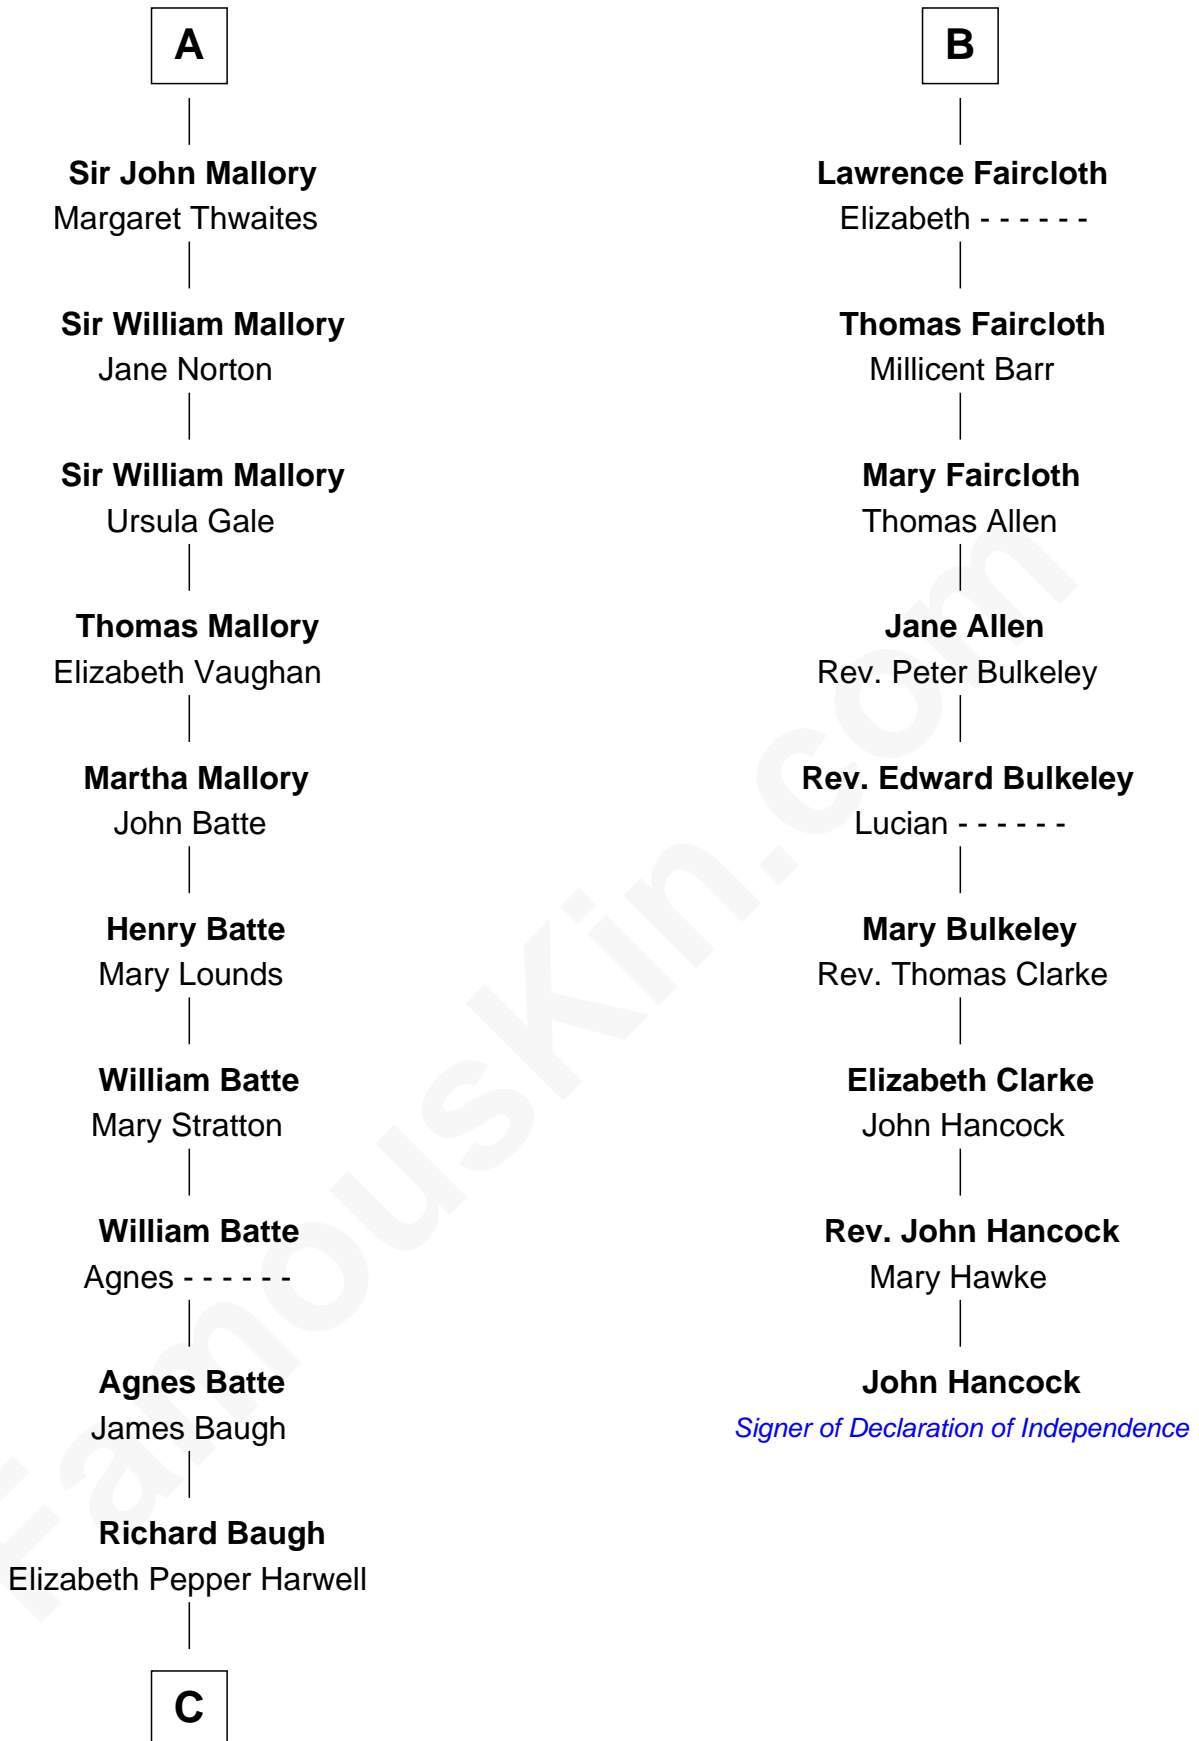 A
Sir John Mallory
Margaret Thwaites
Sir William Mallory
Jane Norton
Sir William Mallory
Ursula Gale
Thomas Mallory
Elizabeth Vaughan
Martha Mallory
John Batte
Henry Batte
Mary Lounds
William Batte
Mary Stratton
William Batte
Agnes - - - - - -
Agnes Batte
James Baugh
Richard Baugh
Elizabeth Pepper Harwell
C
B
Lawrence Faircloth
Elizabeth - - - - - -
Thomas Faircloth
Millicent Barr
Mary Faircloth
Thomas Allen
Jane Allen
Rev. Peter Bulkeley
Rev. Edward Bulkeley
Lucian - - - - - -
Mary Bulkeley
Rev. Thomas Clarke
Elizabeth Clarke
John Hancock
Rev. John Hancock
Mary Hawke
John Hancock
Signer of Declaration of Independence
FamousKin.com